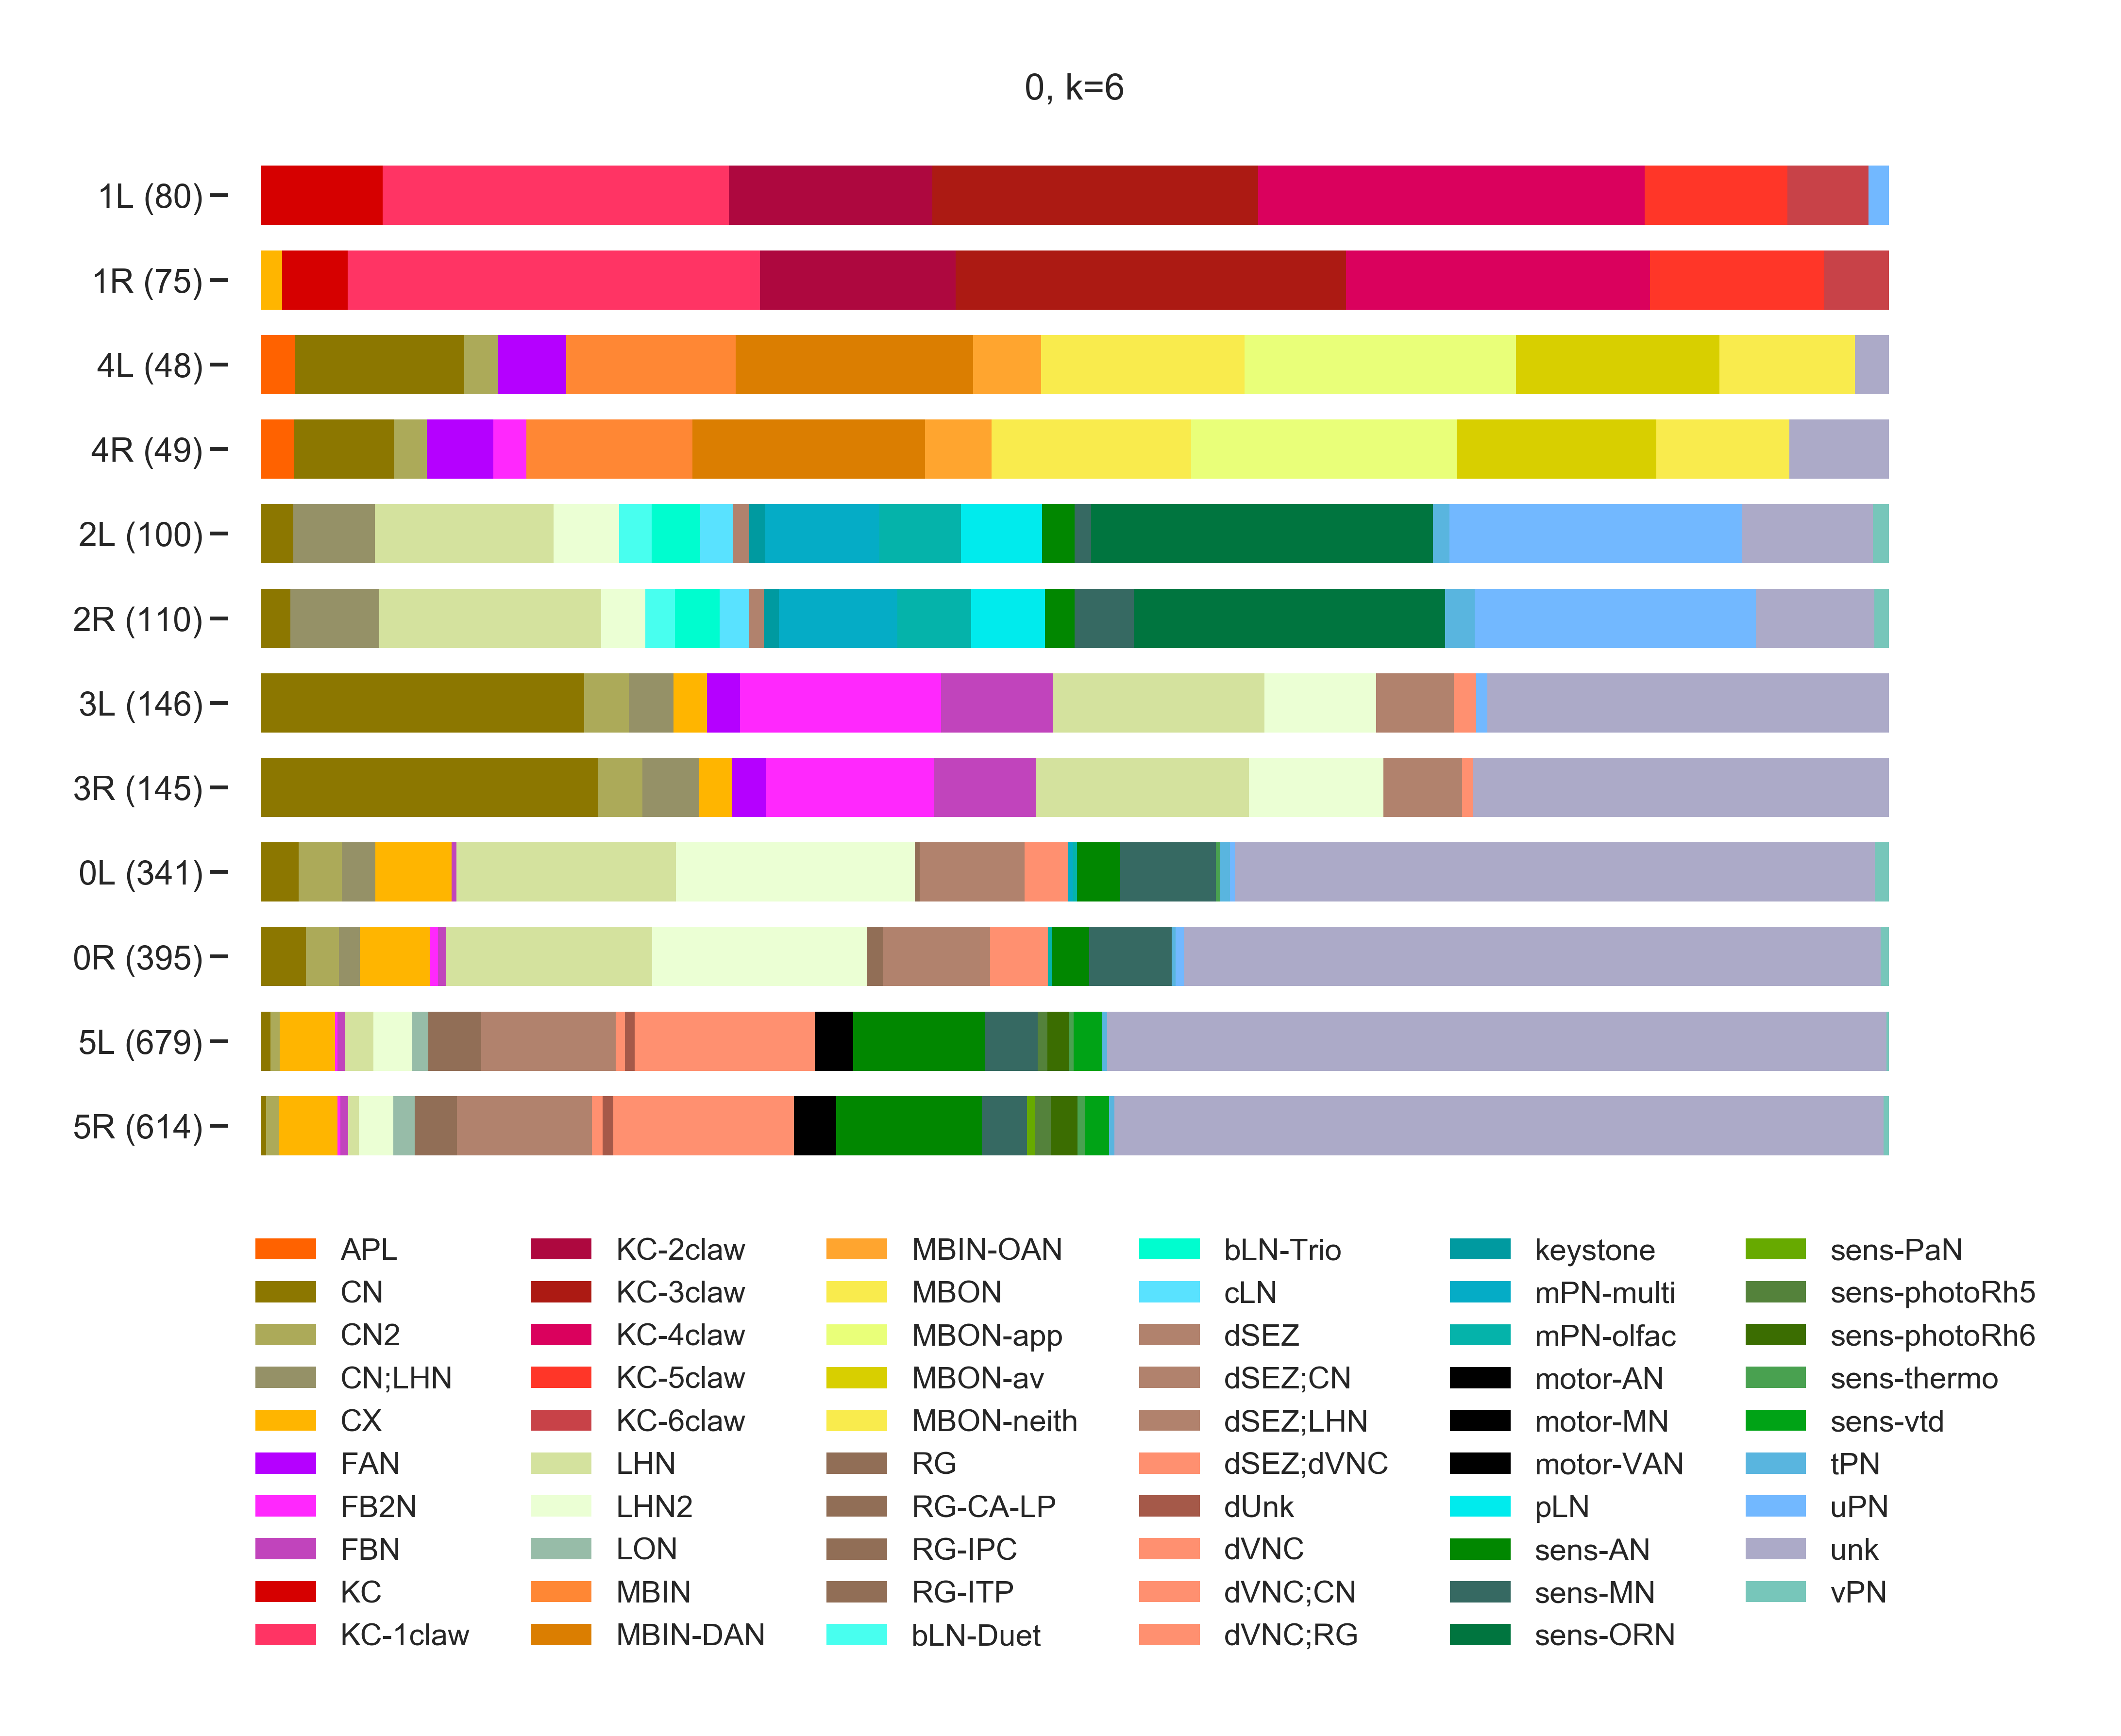 0, k=6
1L (80)
1R (75)
4L (48)
4R (49)
2L (100)
2R (110)
3L (146)
3R (145)
0L (341)
0R (395)
5L (679)
5R (614)
APL
CN
CN2
CN;LHN
CX
FAN
FB2N
FBN
KC
KC-1claw
KC-2claw
KC-3claw
KC-4claw
KC-5claw
KC-6claw
LHN
LHN2
LON
MBIN
MBIN-DAN
MBIN-OAN
MBON
MBON-app
MBON-av
MBON-neith
RG
RG-CA-LP
RG-IPC
RG-ITP
bLN-Duet
bLN-Trio
cLN
dSEZ
dSEZ;CN
dSEZ;LHN
dSEZ;dVNC
dUnk
dVNC
dVNC;CN
dVNC;RG
keystone
mPN-multi
mPN-olfac
motor-AN
motor-MN
motor-VAN
pLN
sens-AN
sens-MN
sens-ORN
sens-PaN
sens-photoRh5
sens-photoRh6
sens-thermo
sens-vtd
tPN
uPN
unk
vPN